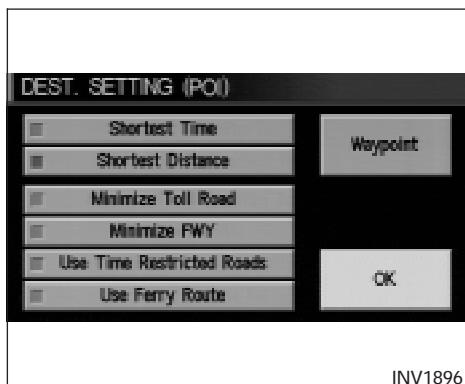 DEST. SETTING (POI)
Shortest Time
Shortest Distance
Minimize Toll Road
Minimize FWY
Use Time Restricted Roads
Use Ferry Route
Waypoint
OK
INV1896